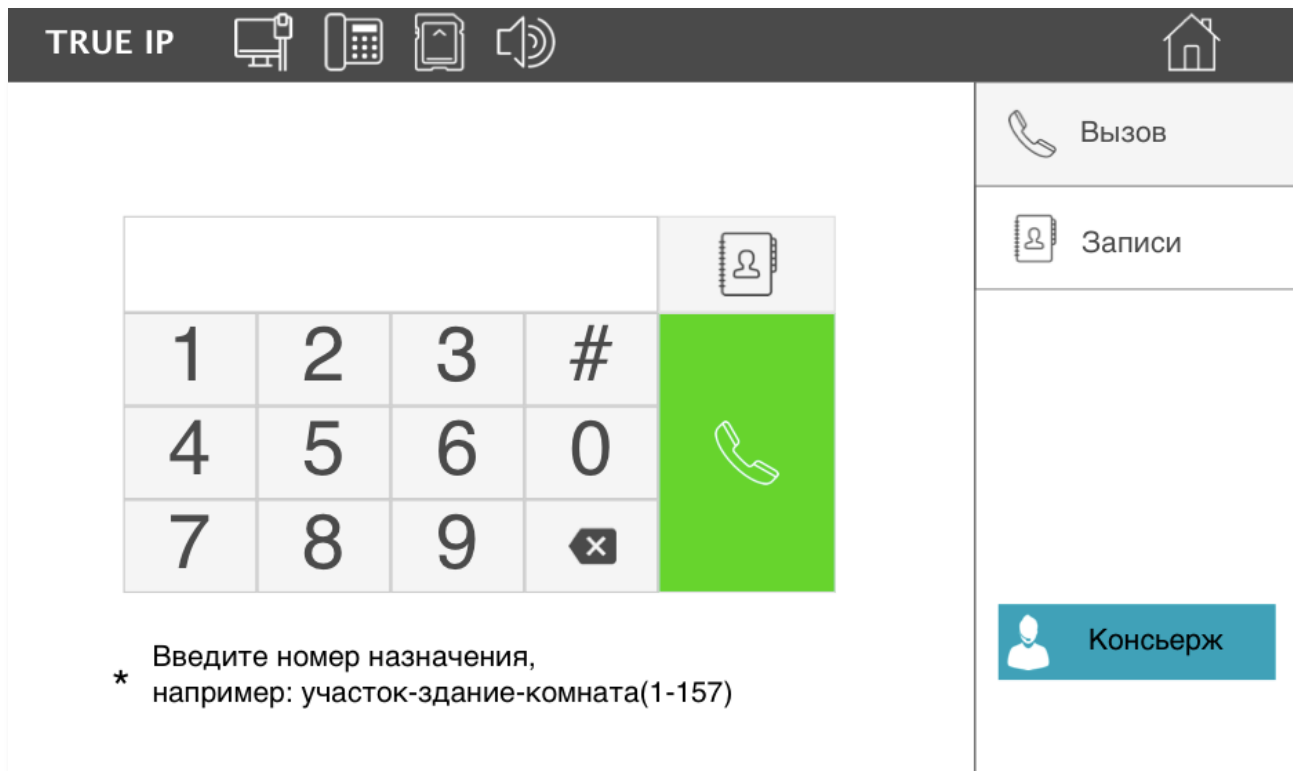 TRUE IP
Вызов
Записи
1 2 3 #
4 5 6 0
7 8 9
Консьерж
* Введите номер назначения,
например: участок-здание-комната(1-157)